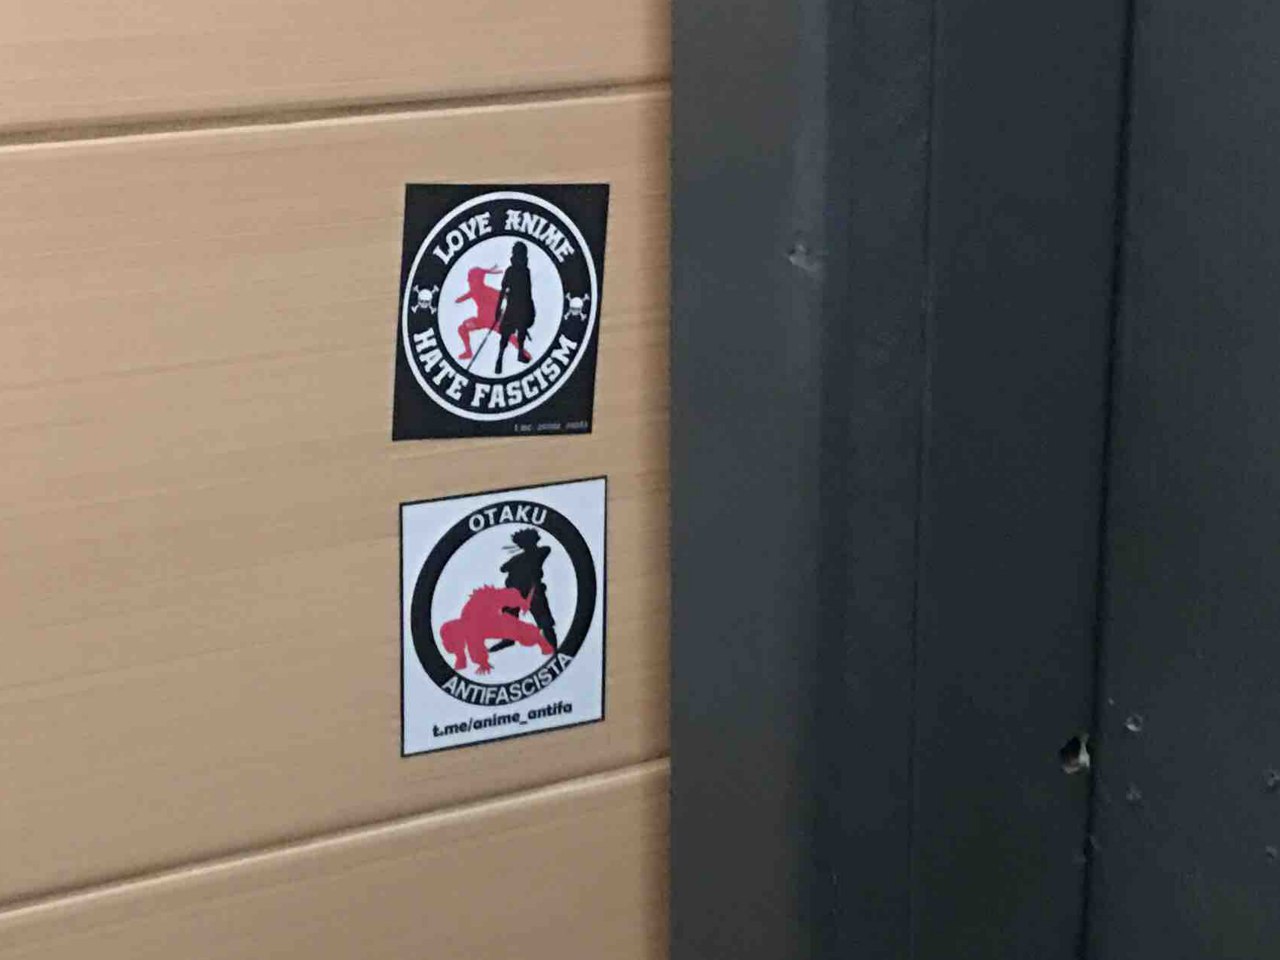 LOVE ANIME
HATE FASCISM
OTAKU
ANTIFASCISTA
t.me/anime_antifa